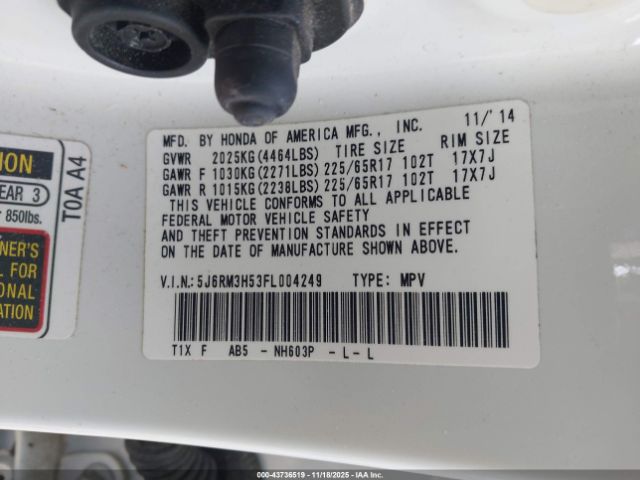 ION
EAR 3
850lbs.
T0A A4
NER'S
L FOR
ONAL
ATION
11/'14
MFD. BY HONDA OF AMERICA MFG., INC.
GVWR 2025KG(4464LBS) TIRE SIZE RIM SIZE
GAWR F 1030KG(2271LBS) 225/65R17 102T 17X7J
GAWR R 1015KG(2238LBS) 225/65R17 102T 17X7J
THIS VEHICLE CONFORMS TO ALL APPLICABLE
FEDERAL MOTOR VEHICLE SAFETY
AND THEFT PREVENTION STANDARDS IN EFFECT
ON THE DATE OF MANUFACTURE SHOWN ABOVE.
V.I.N.:5J6RM3H53FL004249 TYPE: MPV
T1X F AB5 - NH603P - L - L
000-43736519 - 11/18/2025 - IAAI.COM